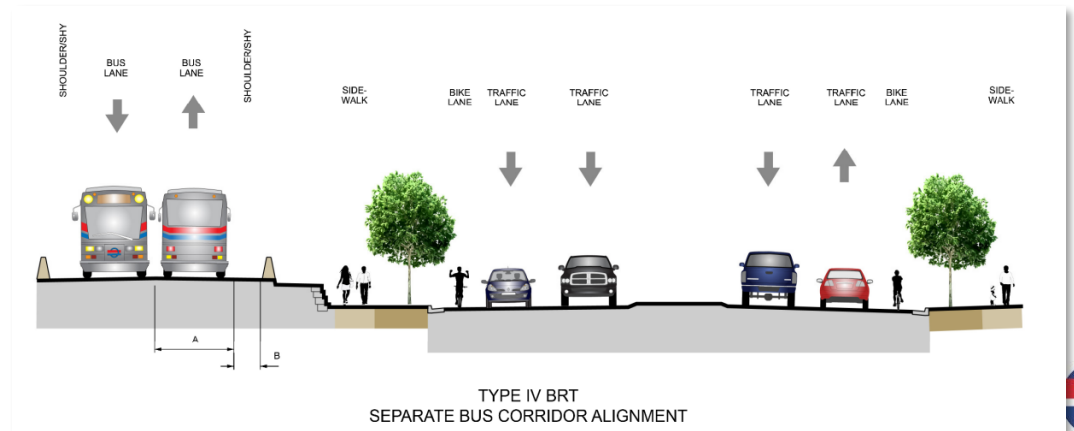 SHOULDER/SHY
BUS
LANE
BUS
LANE
SHOULDER/SHY
SIDE-
WALK
BIKE
LANE
TRAFFIC
LANE
TRAFFIC
LANE
TRAFFIC
LANE
TRAFFIC
LANE
BIKE
LANE
SIDE-
WALK
A
B
TYPE IV BRT
SEPARATE BUS CORRIDOR ALIGNMENT